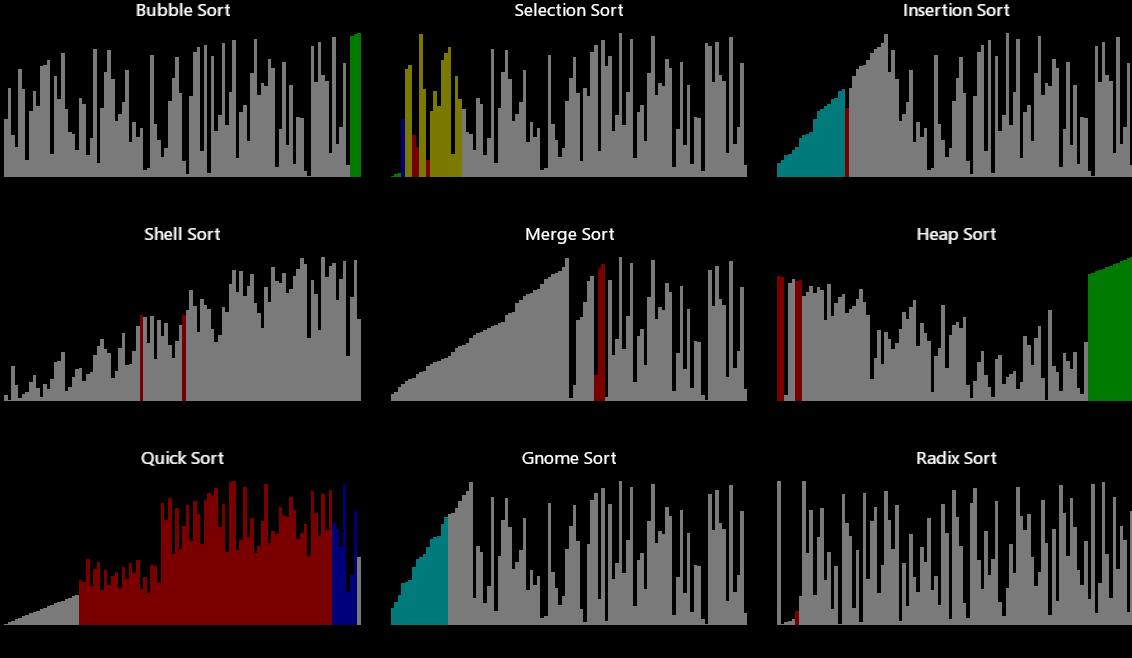 Bubble Sort
Selection Sort
Insertion Sort
Shell Sort
Merge Sort
Heap Sort
Quick Sort
Gnome Sort
Radix Sort